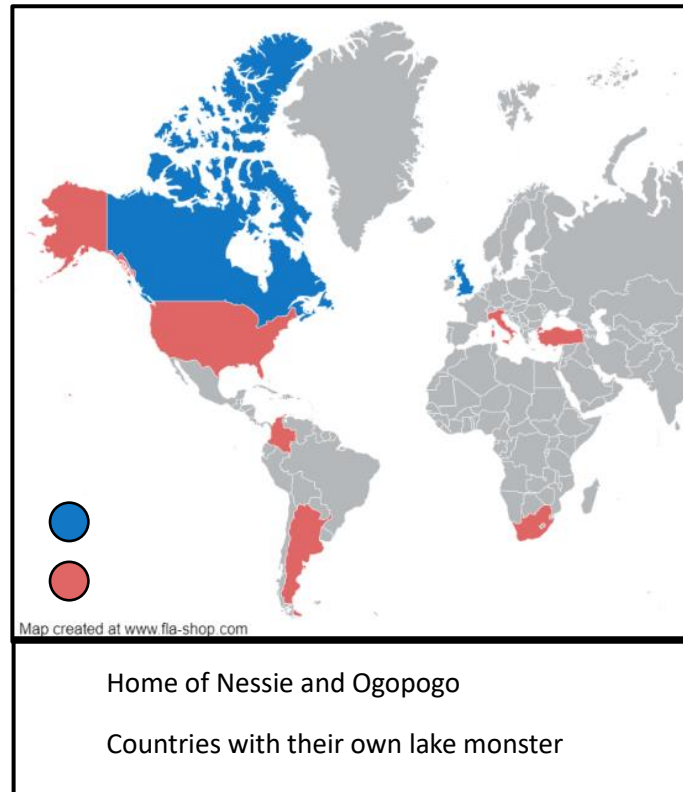 Map created at www.fla-shop.com
Home of Nessie and Ogopogo
Countries with their own lake monster